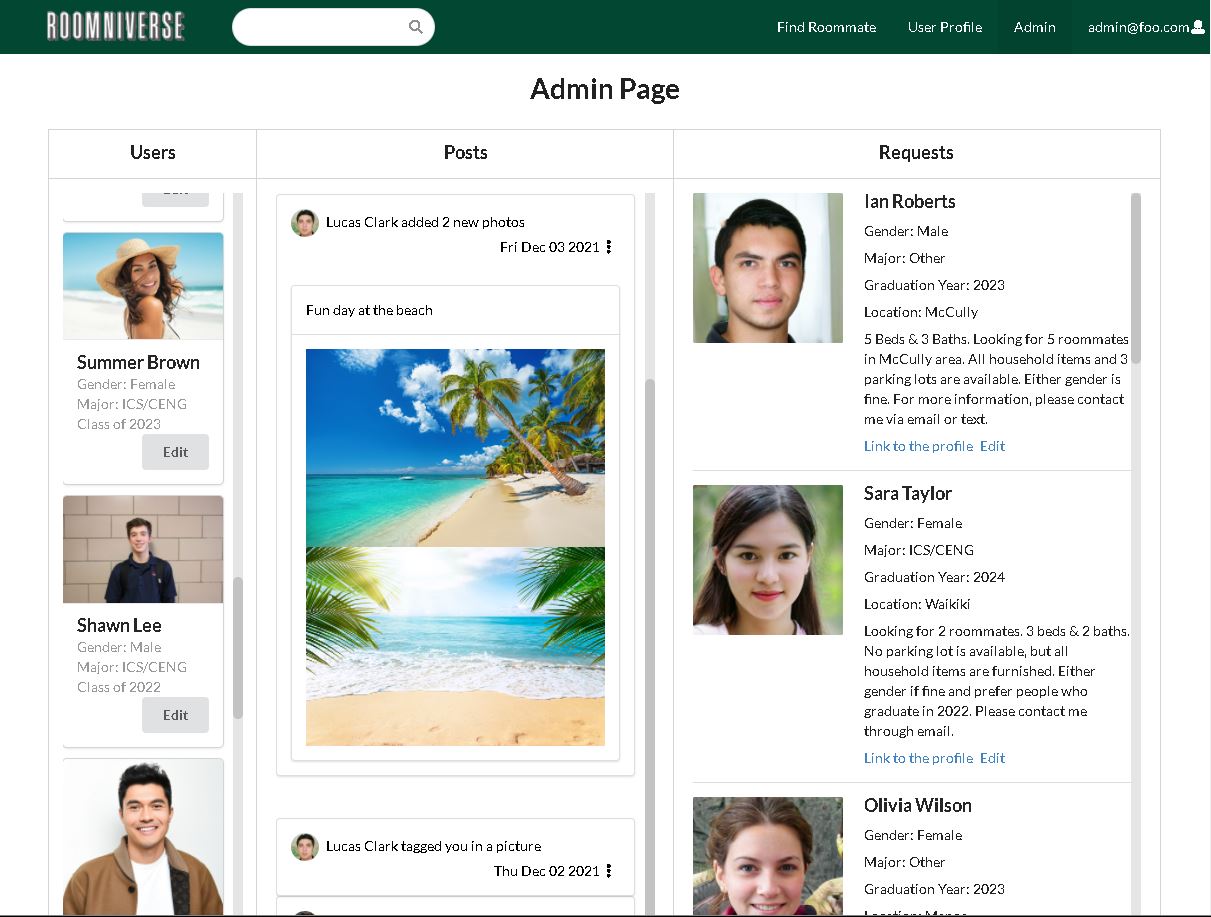 ROOMNIVERSE
Find Roommate
User Profile
Admin
admin@foo.com
Admin Page
Users
Posts
Requests
Edit
Summer Brown
Gender: Female
Major: ICS/CENG
Class of 2023
Edit
Shawn Lee
Gender: Male
Major: ICS/CENG
Class of 2022
Edit
Lucas Clark added 2 new photos
Fri Dec 03 2021
Fun day at the beach
Lucas Clark tagged you in a picture
Thu Dec 02 2021
Ian Roberts
Gender: Male
Major: Other
Graduation Year: 2023
Location: McCully
5 Beds & 3 Baths. Looking for 5 roommates
in McCully area. All household items and 3
parking lots are available. Either gender is
fine. For more information, please contact
me via email or text.
Link to the profile Edit
Sara Taylor
Gender: Female
Major: ICS/CENG
Graduation Year: 2024
Location: Waikiki
Looking for 2 roommates. 3 beds & 2 baths.
No parking lot is available, but all
household items are furnished. Either
gender if fine and prefer people who
graduate in 2022. Please contact me
through email.
Link to the profile Edit
Olivia Wilson
Gender: Female
Major: Other
Graduation Year: 2023
Location: